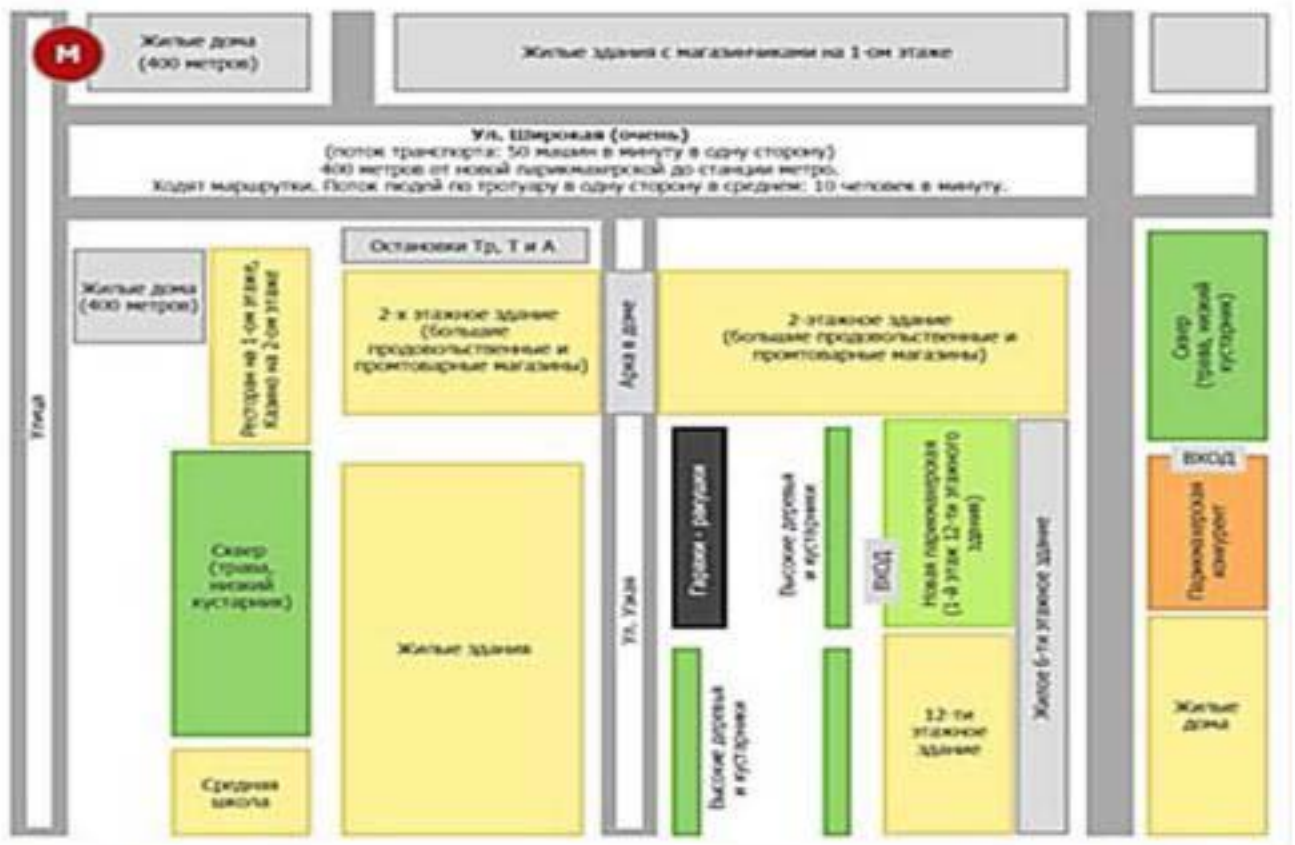 М
Жилые дома
(400 метров)
Жилые здания с магазинчиками на 1-ом этаже
Ул. Широкая (очень)
(поток транспорта: 50 машин в минуту в одну сторону)
400 метров от новой парикмахерской до станции метро.
Ходят маршрутки. Поток людей по тротуару в одну сторону в среднем: 10 человек в минуту.
Остановки Тр, Т и А
Жилые дома
(400 метров)
Ресторан на 1-ом этаже,
Казино на 2-ом этаже
2-х этажное здание
(большие
продовольственные и
промтоварные магазины)
Арка в доме
2-этажное здание
(большие продовольственные и
промтоварные магазины)
Сквер
(трава, низкий
кустарник)
Улица
Сквер
(трава,
низкий
кустарник)
Жилые здания
Ул. Узкая
Гаражи - ракушки
Высокие деревья
и кустарники
ВХОД
Новая парикмахерская
(1-й этаж 12-ти этажного
здания)
Жилое 6-ти этажное здание
ВХОД
Парикмахерская
конкурент
Средняя
школа
Высокие деревья
и кустарники
12-ти
этажное
здание
Жилые
дома